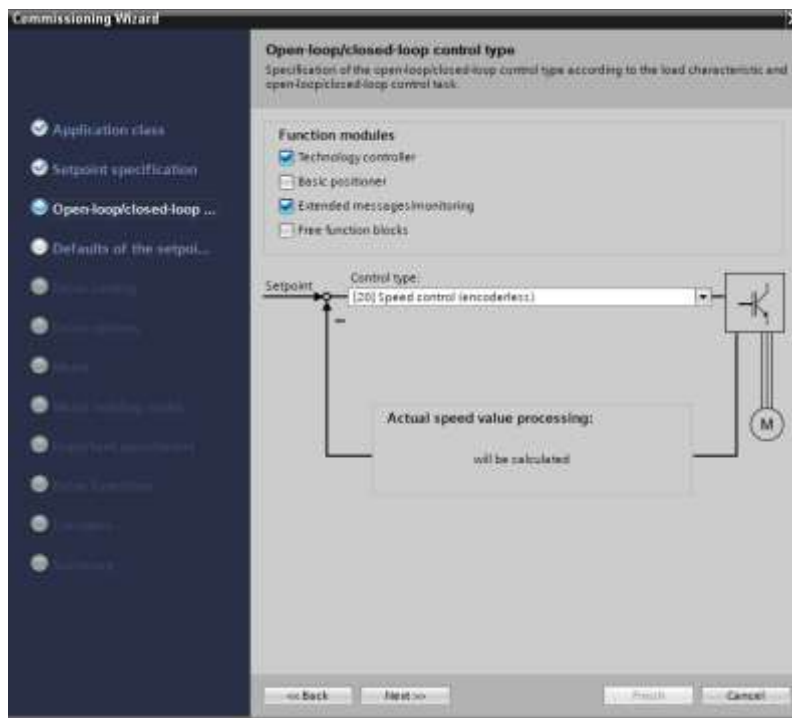 Commissioning Wizard
Open-loop/closed-loop control type
Specification of the open-loop/closed-loop control type according to the load characteristic and
open-loop/closed-loop control task.
Application class
Setpoint specification
Open-loop/closed-loop ...
Defaults of the setpoi...
Function modules
Technology controller
Basic positioner
Extended messages/monitoring
Free function blocks
Setpoint
Control type:
[20] Speed control (encoderless)
M
Actual speed value processing:
will be calculated
Summary
<< Back
Next >>
Finish
Cancel